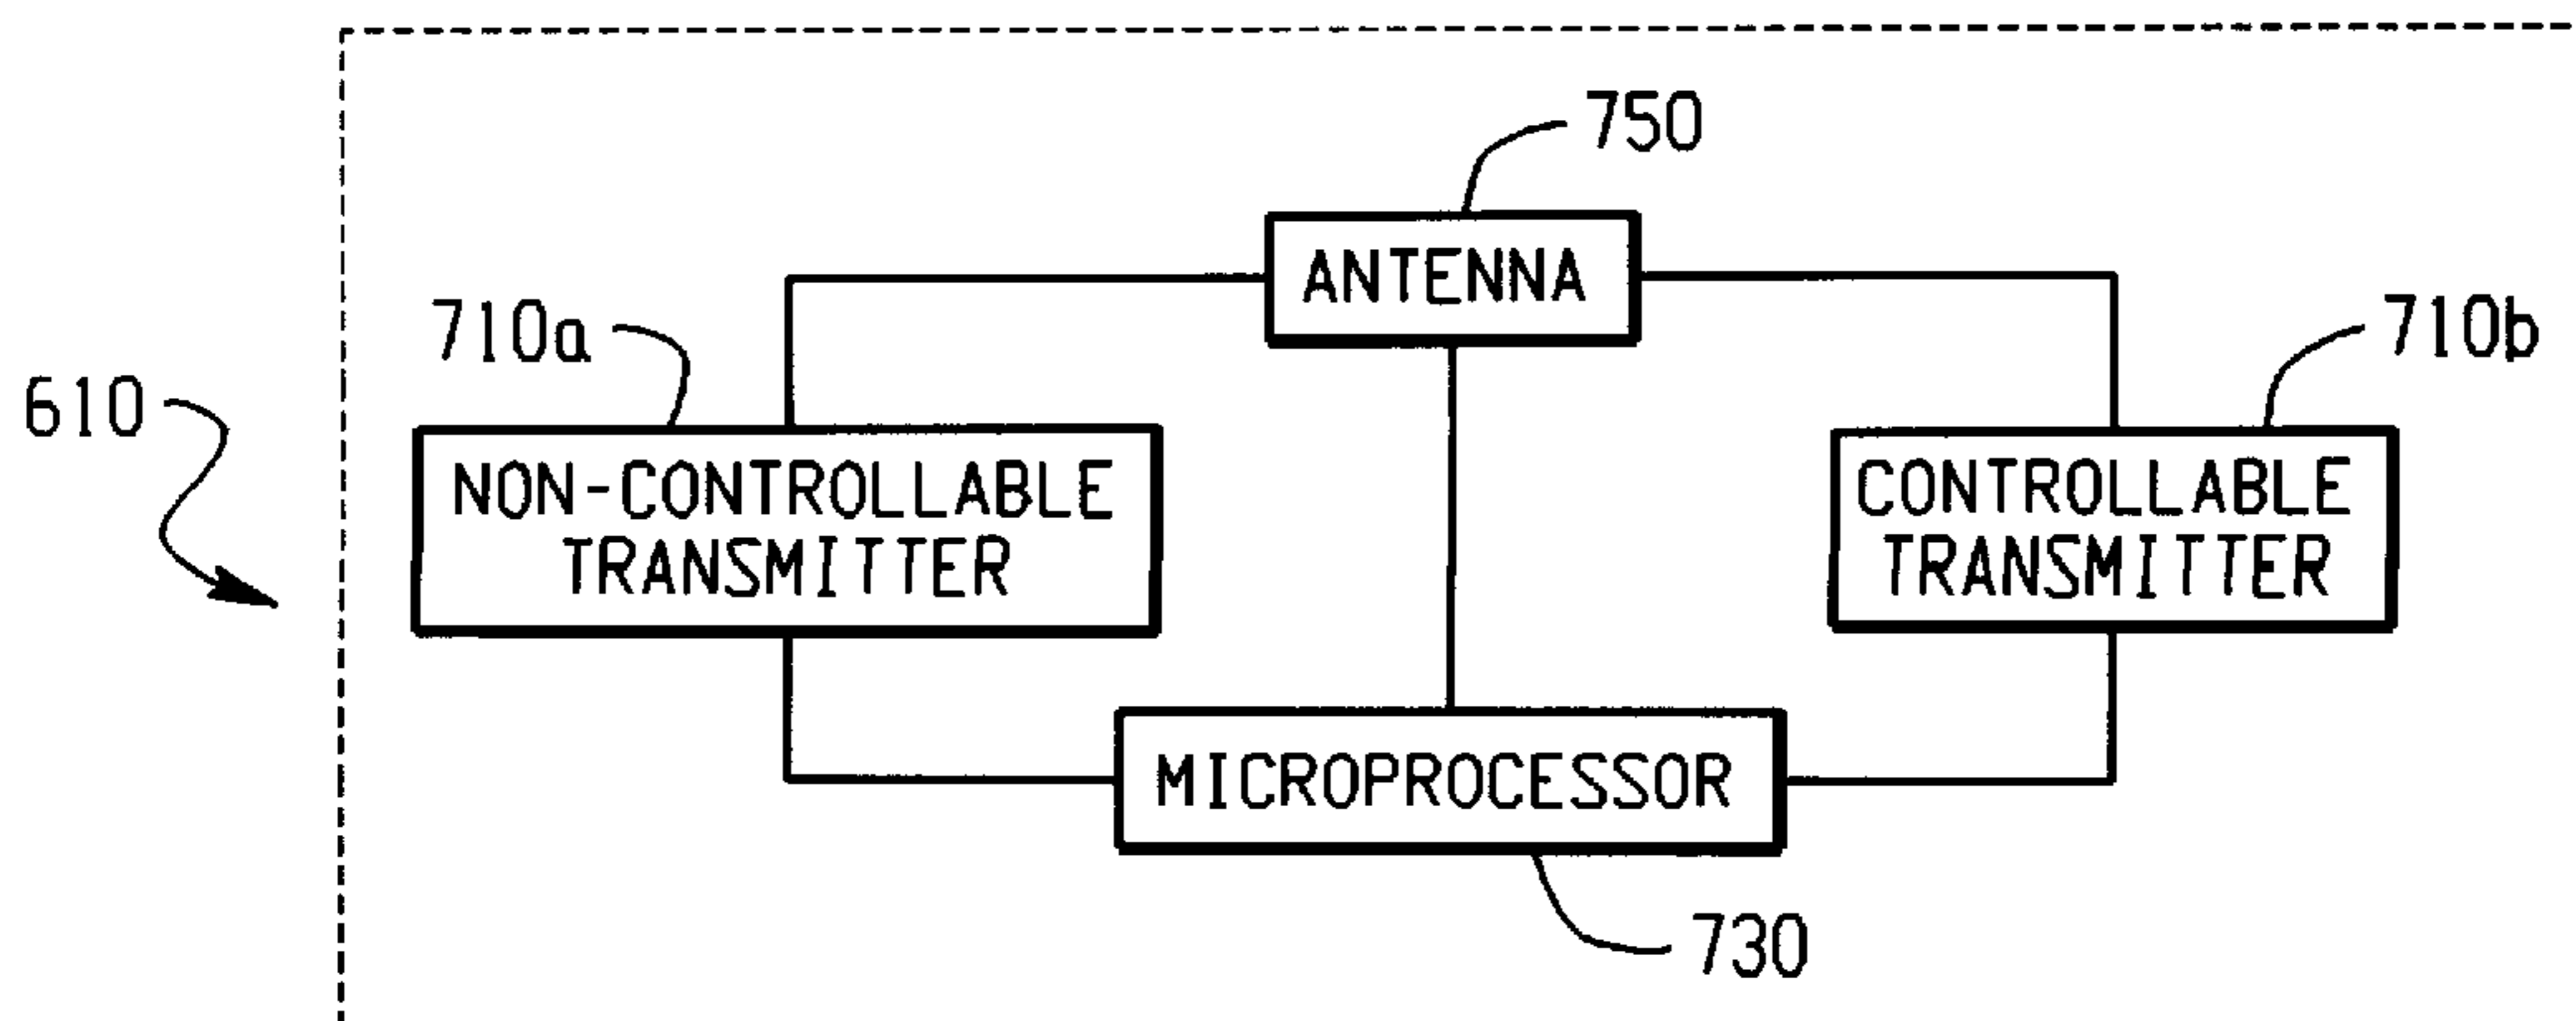 750
ANTENNA
710a
710b
610
NON-CONTROLLABLE
TRANSMITTER
CONTROLLABLE
TRANSMITTER
MICROPROCESSOR
730